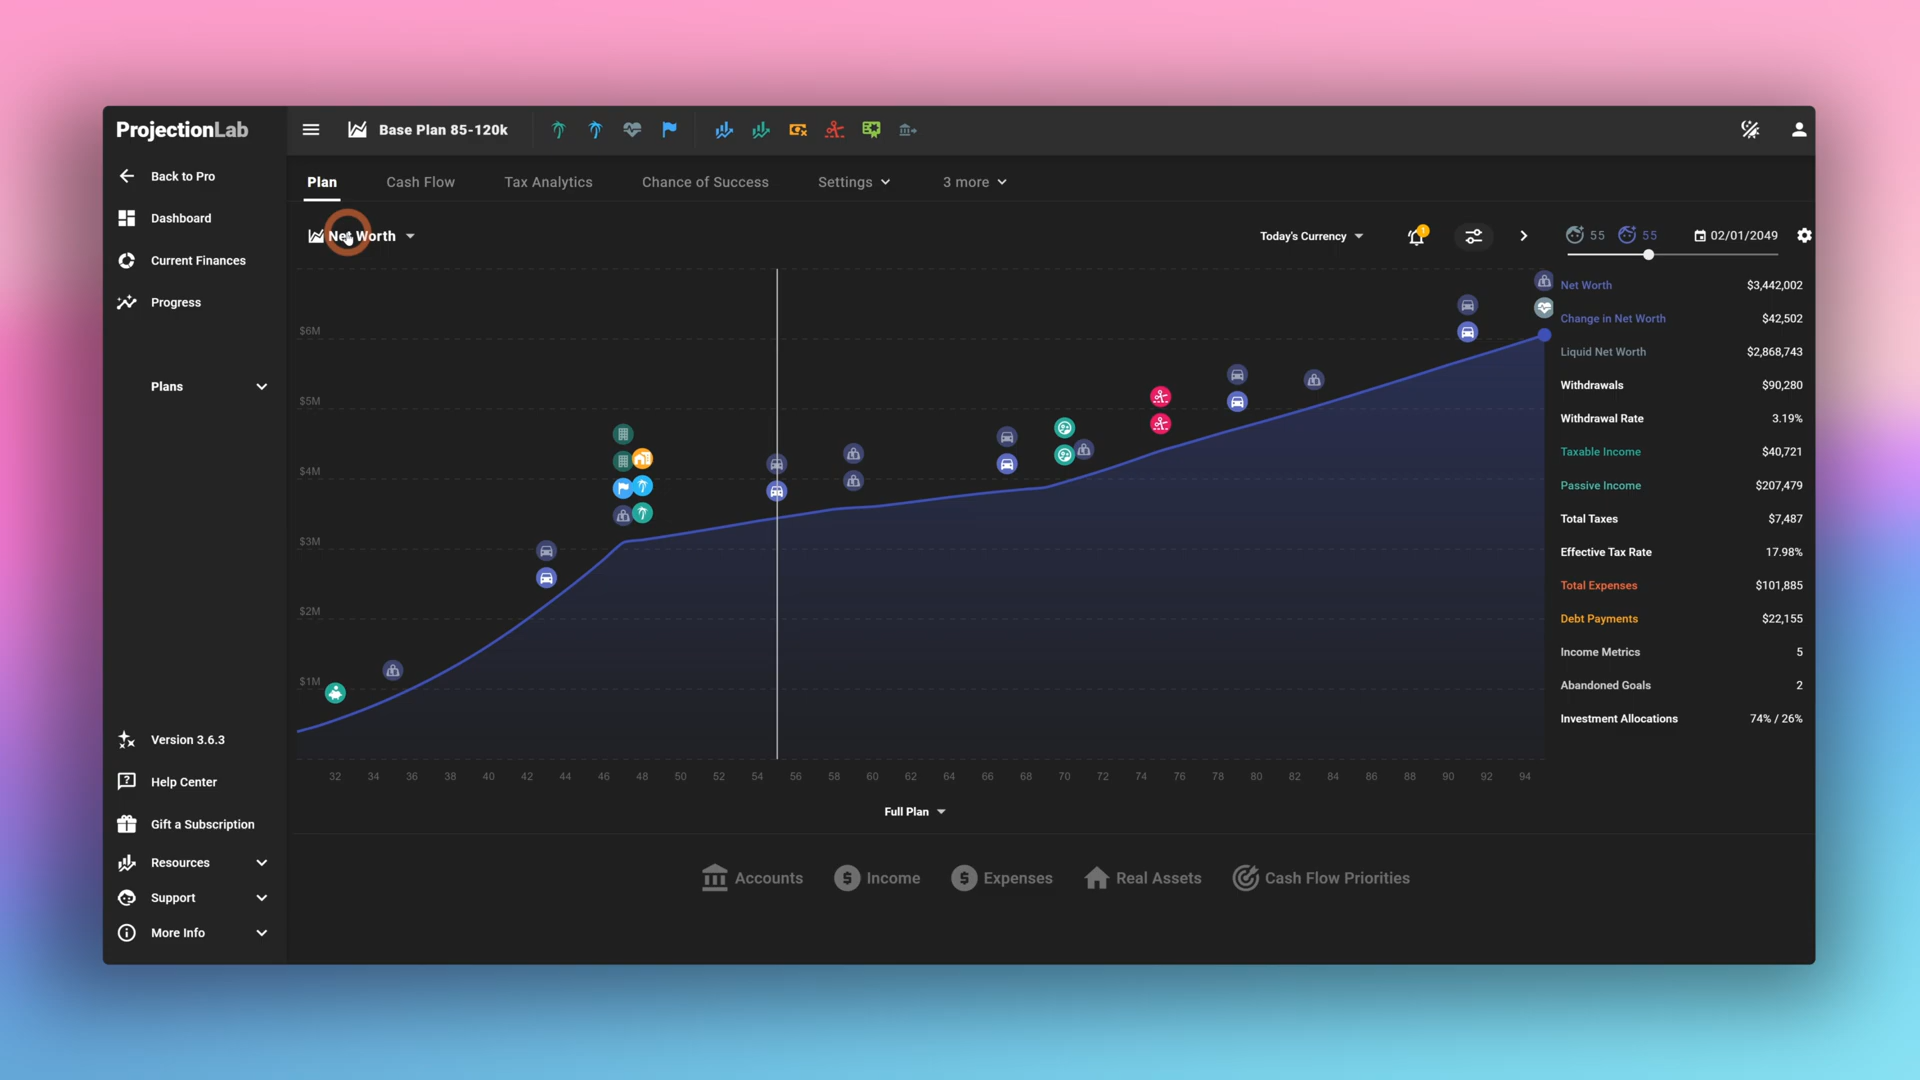 ProjectionLab
Base Plan 85-120k
Back to Pro
Dashboard
Current Finances
Progress
Plans
Version 3.6.3
Help Center
Gift a Subscription
Resources
Support
More Info
Plan
Cash Flow
Tax Analytics
Chance of Success
Settings
3 more
Net Worth
Today's Currency
1
55
55
02/01/2049
$6M
$5M
$4M
$3M
$2M
$1M
32 34 36 38 40 42 44 46 48 50 52 54 56 58 60 62 64 66 68 70 72 74 76 78 80 82 84 86 88 90 92 94
Full Plan
Net Worth $3,442,002
Change in Net Worth $42,502
Liquid Net Worth $2,868,743
Withdrawals $90,280
Withdrawal Rate 3.19%
Taxable Income $40,721
Passive Income $207,479
Total Taxes $7,487
Effective Tax Rate 17.98%
Total Expenses $101,885
Debt Payments $22,155
Income Metrics 5
Abandoned Goals 2
Investment Allocations 74% / 26%
Accounts
Income
Expenses
Real Assets
Cash Flow Priorities